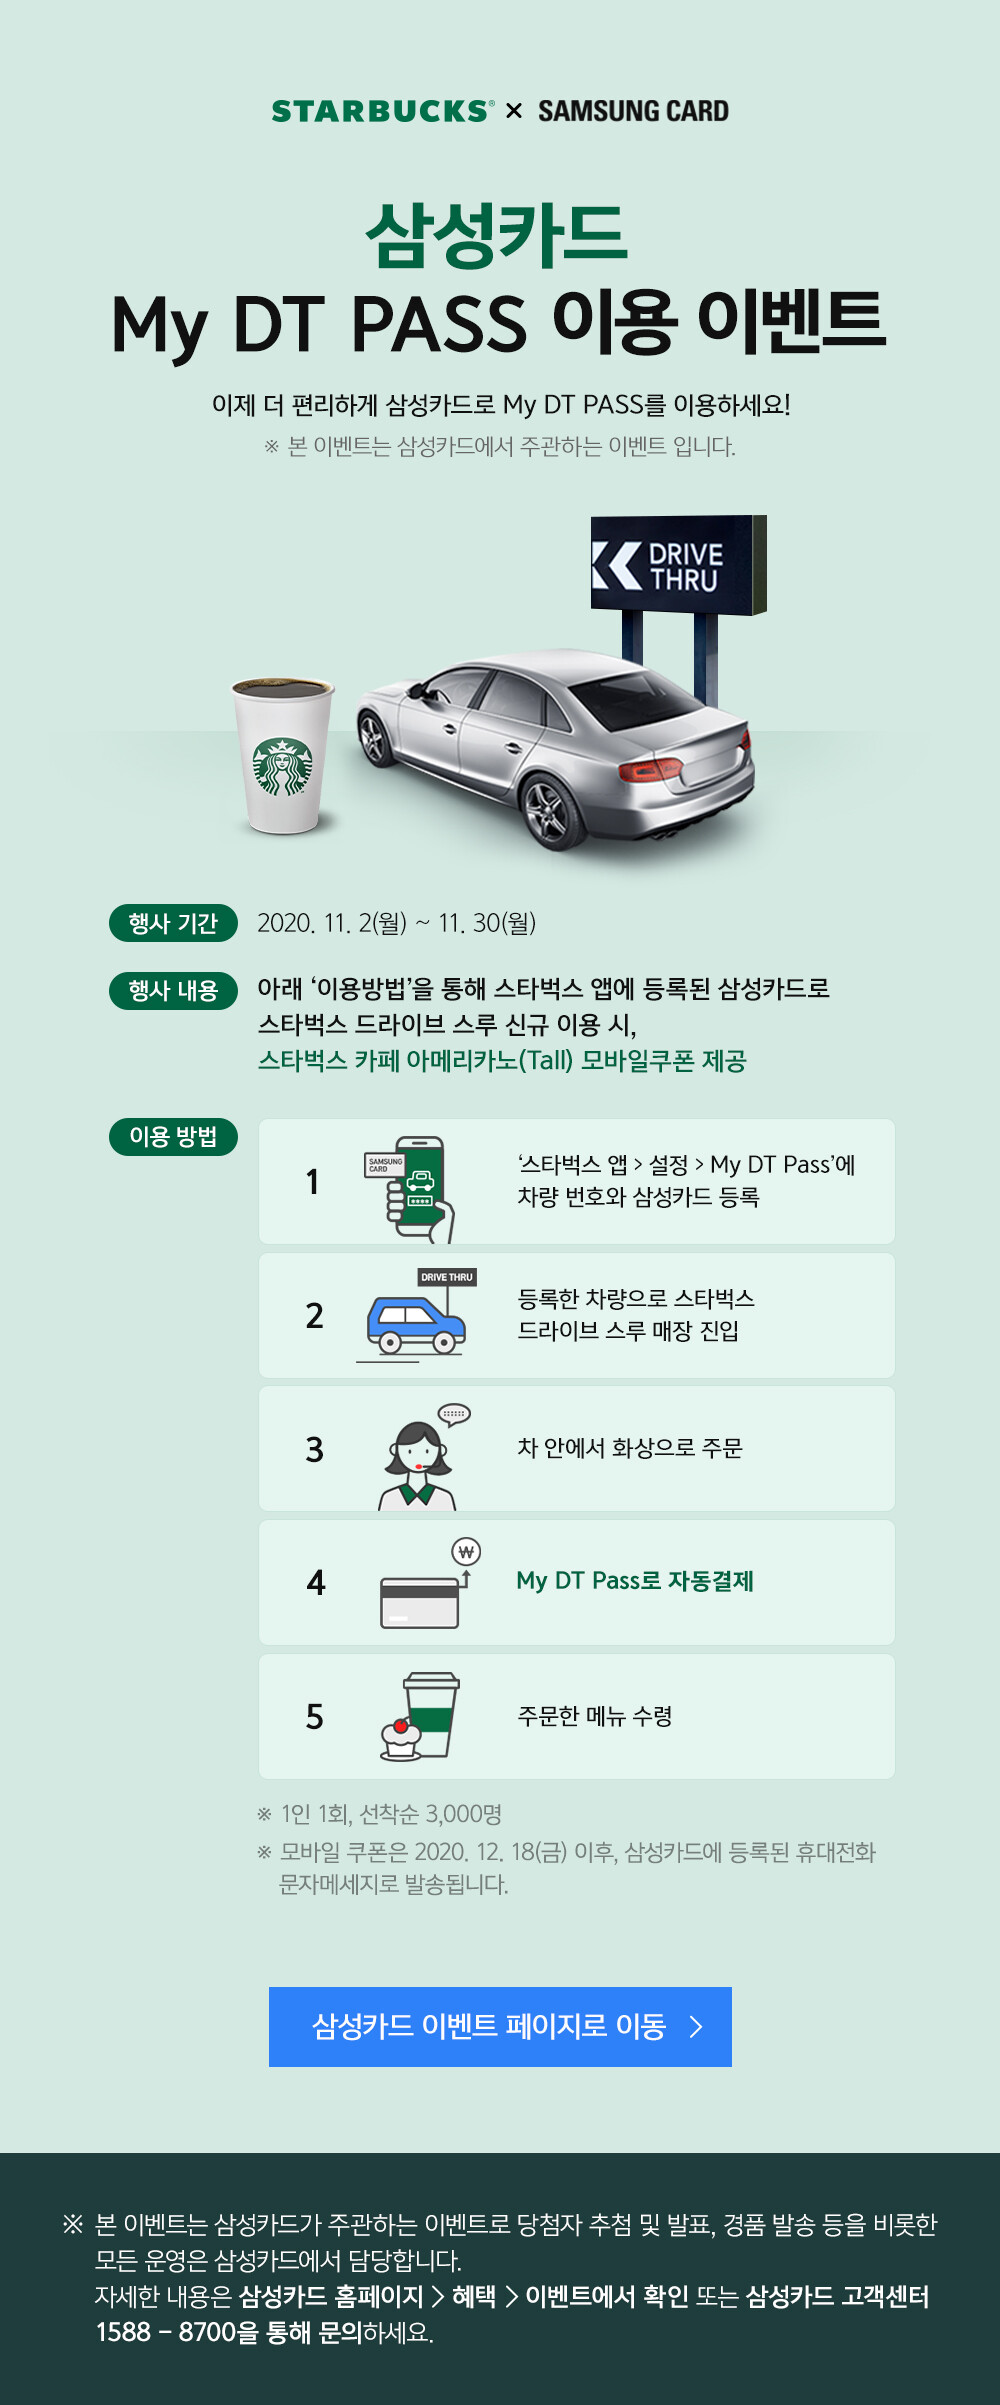 STARBUCKS® × SAMSUNG CARD
삼성카드
My DT PASS 이용 이벤트
이제 더 편리하게 삼성카드로 My DT PASS를 이용하세요!
※ 본 이벤트는 삼성카드에서 주관하는 이벤트 입니다.
DRIVE
THRU
행사 기간 2020. 11. 2(월) ~ 11. 30(월)
행사 내용 아래 ‘이용방법’을 통해 스타벅스 앱에 등록된 삼성카드로
스타벅스 드라이브 스루 신규 이용 시,
스타벅스 카페 아메리카노(Tall) 모바일쿠폰 제공
이용 방법
1
SAMSUNG
CARD
‘스타벅스 앱 > 설정 > My DT Pass’에
차량 번호와 삼성카드 등록
2
DRIVE THRU
등록한 차량으로 스타벅스
드라이브 스루 매장 진입
3
차 안에서 화상으로 주문
4
₩
My DT Pass로 자동결제
5
주문한 메뉴 수령
※ 1인 1회, 선착순 3,000명
※ 모바일 쿠폰은 2020. 12. 18(금) 이후, 삼성카드에 등록된 휴대전화
문자메세지로 발송됩니다.
삼성카드 이벤트 페이지로 이동 >
※ 본 이벤트는 삼성카드가 주관하는 이벤트로 당첨자 추첨 및 발표, 경품 발송 등을 비롯한
모든 운영은 삼성카드에서 담당합니다.
자세한 내용은 삼성카드 홈페이지 > 혜택 > 이벤트에서 확인 또는 삼성카드 고객센터
1588 – 8700을 통해 문의하세요.